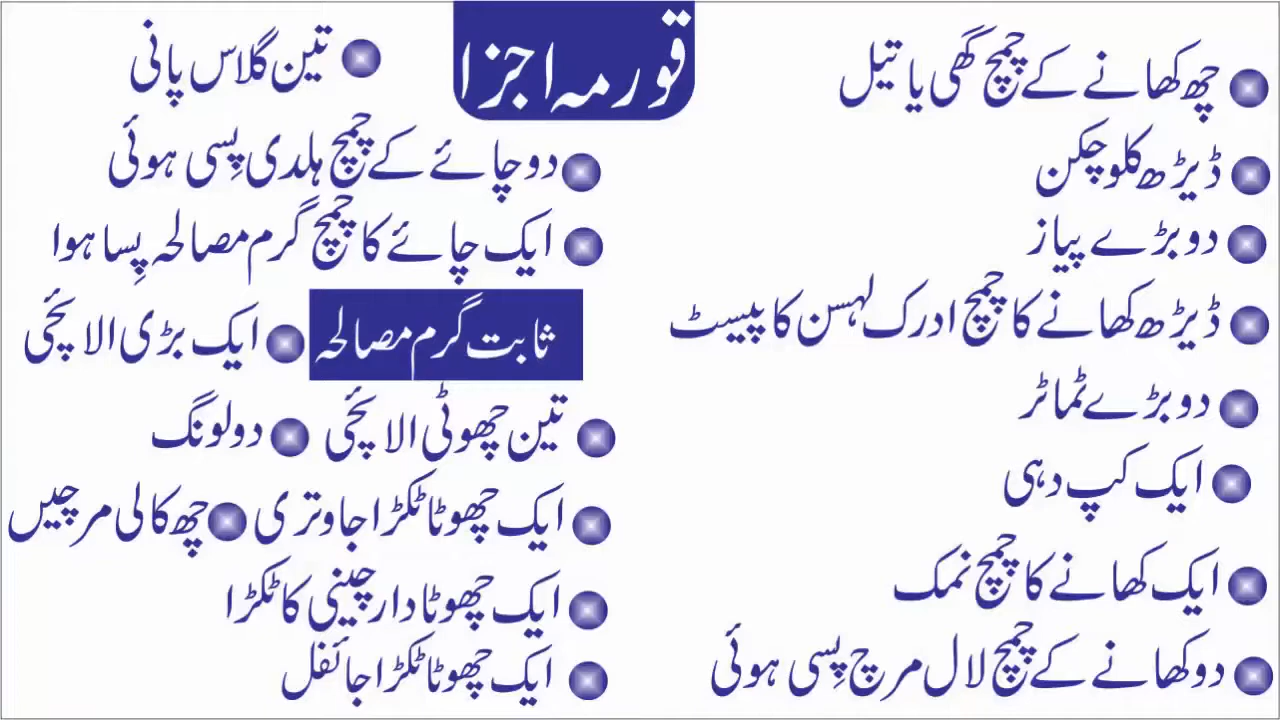 قورمہ اجزا
چھ کھانے کے چمچ گھی یا تیل
ڈیڑھ کلو چکن
دو بڑے پیاز
ڈیڑھ کھانے کا چمچ ادرک لہسن کا پیسٹ
دو بڑے ٹماٹر
ایک کپ دہی
ایک کھانے کا چمچ نمک
دو کھانے کے چمچ لال مرچ پِسی ہوئی
تین گلاس پانی
دو چائے کے چمچ ہلدی پِسی ہوئی
ایک چائے کا چمچ گرم مصالحہ پِسا ہوا
ثابت گرم مصالحہ ایک بڑی الائچی
تین چھوٹی الائچی دو لونگ
ایک چھوٹا ٹکڑا جاوتری چھ کالی مرچیں
ایک چھوٹا دار چینی کا ٹکڑا
ایک چھوٹا ٹکڑا جائفل